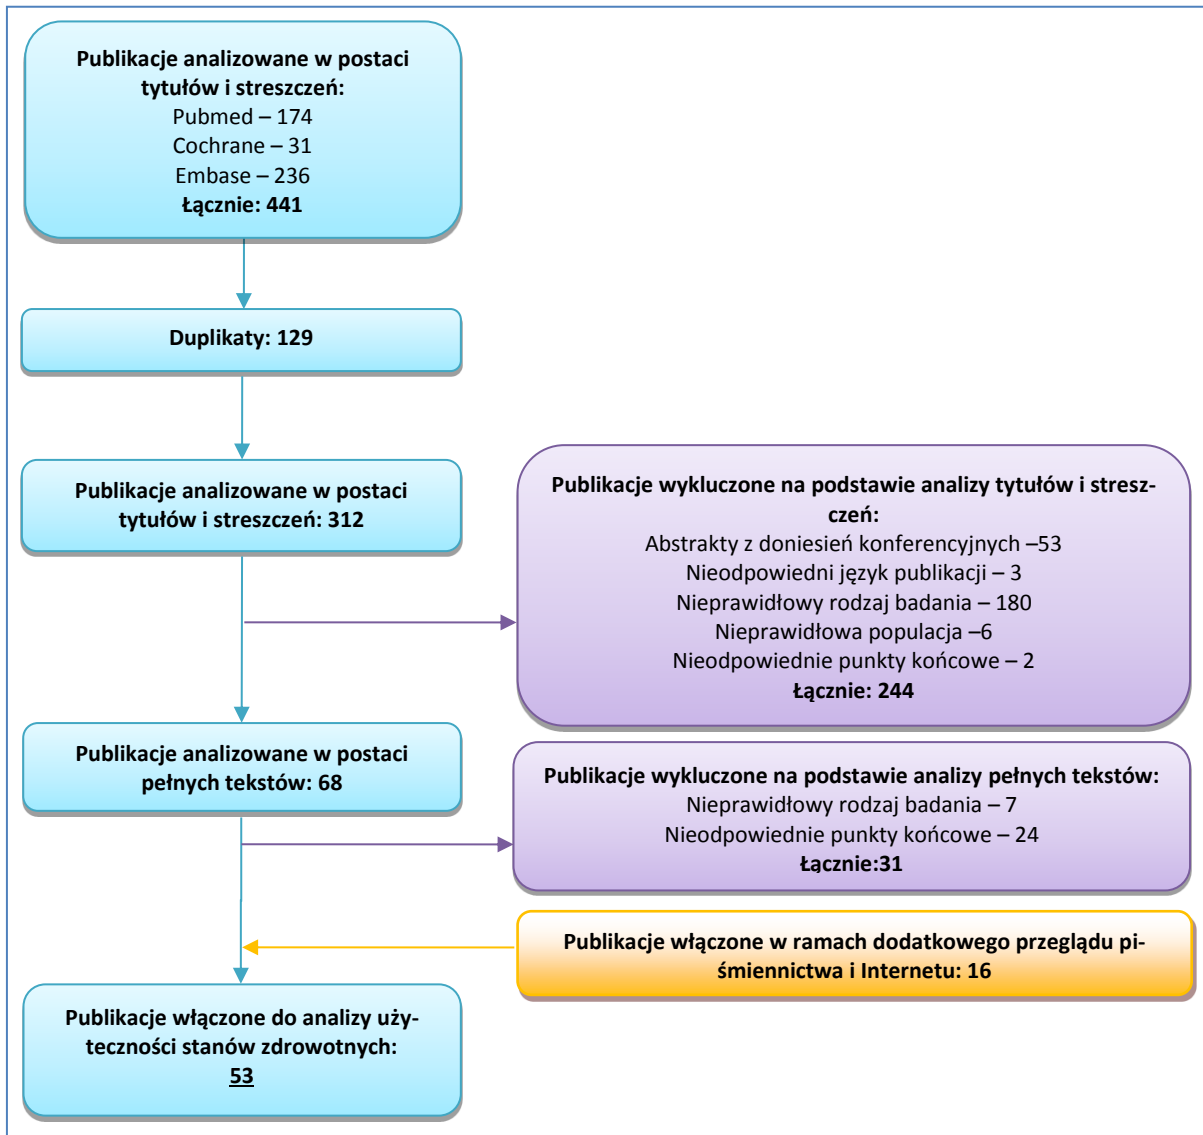 Publikacje analizowane w postaci
tytułów i streszczeń:
Pubmed – 174
Cochrane – 31
Embase – 236
Łącznie: 441
Duplikaty: 129
Publikacje analizowane w postaci
tytułów i streszczeń: 312
Publikacje wykluczone na podstawie analizy tytułów i stresz-
czeń:
Abstrakty z doniesień konferencyjnych –53
Nieodpowiedni język publikacji – 3
Nieprawidłowy rodzaj badania – 180
Nieprawidłowa populacja –6
Nieodpowiednie punkty końcowe – 2
Łącznie: 244
Publikacje analizowane w postaci
pełnych tekstów: 68
Publikacje wykluczone na podstawie analizy pełnych tekstów:
Nieprawidłowy rodzaj badania – 7
Nieodpowiednie punkty końcowe – 24
Łącznie:31
Publikacje włączone w ramach dodatkowego przeglądu pi-
śmiennictwa i Internetu: 16
Publikacje włączone do analizy uży-
teczności stanów zdrowotnych:
53